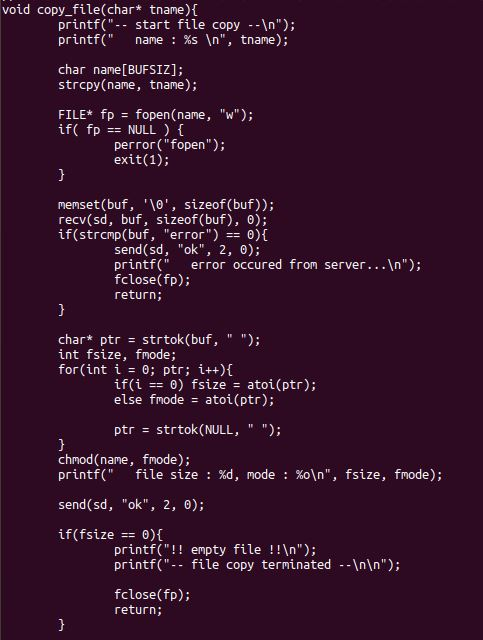 void copy_file(char* tname){
        printf("-- start file copy --\n");
        printf("   name : %s \n", tname);

        char name[BUFSIZ];
        strcpy(name, tname);

        FILE* fp = fopen(name, "w");
        if( fp == NULL ) {
                perror("fopen");
                exit(1);
        }

        memset(buf, '\0', sizeof(buf));
        recv(sd, buf, sizeof(buf), 0);
        if(strcmp(buf, "error") == 0){
                send(sd, "ok", 2, 0);
                printf("   error occured from server...\n");
                fclose(fp);
                return;
        }

        char* ptr = strtok(buf, " ");
        int fsize, fmode;
        for(int i = 0; ptr; i++){
                if(i == 0) fsize = atoi(ptr);
                else fmode = atoi(ptr);

                ptr = strtok(NULL, " ");
        }
        chmod(name, fmode);
        printf("   file size : %d, mode : %o\n", fsize, fmode);

        send(sd, "ok", 2, 0);

        if(fsize == 0){
                printf("!! empty file !!\n");
                printf("-- file copy terminated --\n\n");

                fclose(fp);
                return;
        }